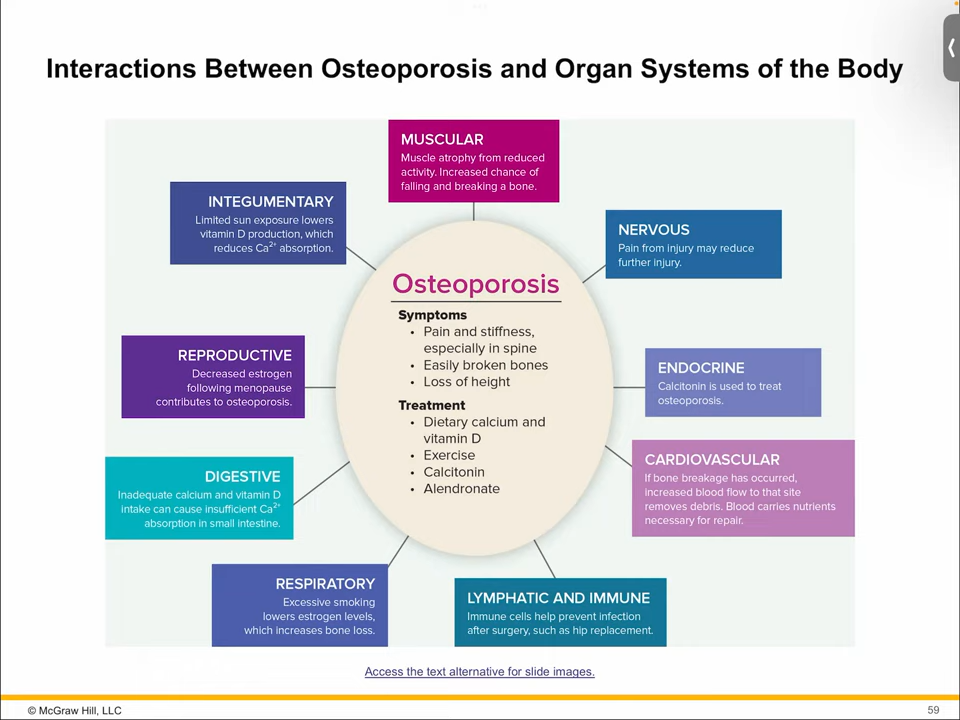 Interactions Between Osteoporosis and Organ Systems of the Body
MUSCULAR
Muscle atrophy from reduced
activity. Increased chance of
falling and breaking a bone.
INTEGUMENTARY
Limited sun exposure lowers
vitamin D production, which
reduces Ca2+ absorption.
NERVOUS
Pain from injury may reduce
further injury.
Osteoporosis
Symptoms
• Pain and stiffness,
especially in spine
• Easily broken bones
• Loss of height
Treatment
• Dietary calcium and
vitamin D
• Exercise
• Calcitonin
• Alendronate
REPRODUCTIVE
Decreased estrogen
following menopause
contributes to osteoporosis.
ENDOCRINE
Calcitonin is used to treat
osteoporosis.
DIGESTIVE
Inadequate calcium and vitamin D
intake can cause insufficient Ca2+
absorption in small intestine.
CARDIOVASCULAR
If bone breakage has occurred,
increased blood flow to that site
removes debris. Blood carries nutrients
necessary for repair.
RESPIRATORY
Excessive smoking
lowers estrogen levels,
which increases bone loss.
LYMPHATIC AND IMMUNE
Immune cells help prevent infection
after surgery, such as hip replacement.
Access the text alternative for slide images.
© McGraw Hill, LLC
59